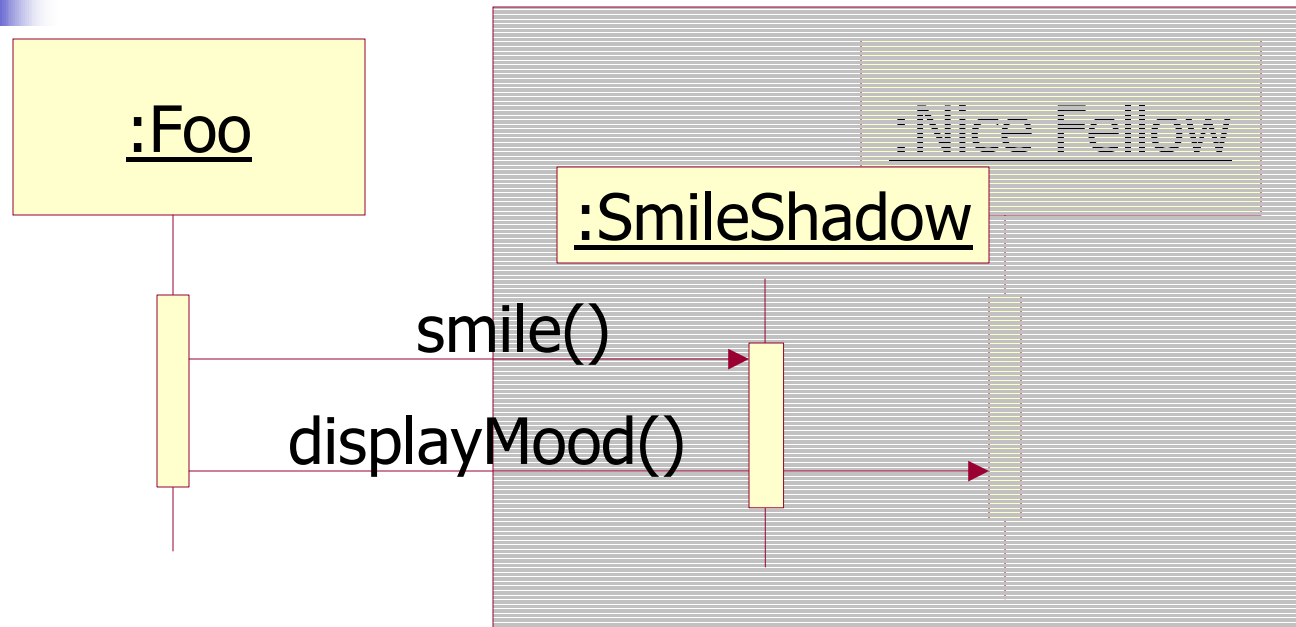 :Foo
:Nice Fellow
:SmileShadow
smile()
displayMood()